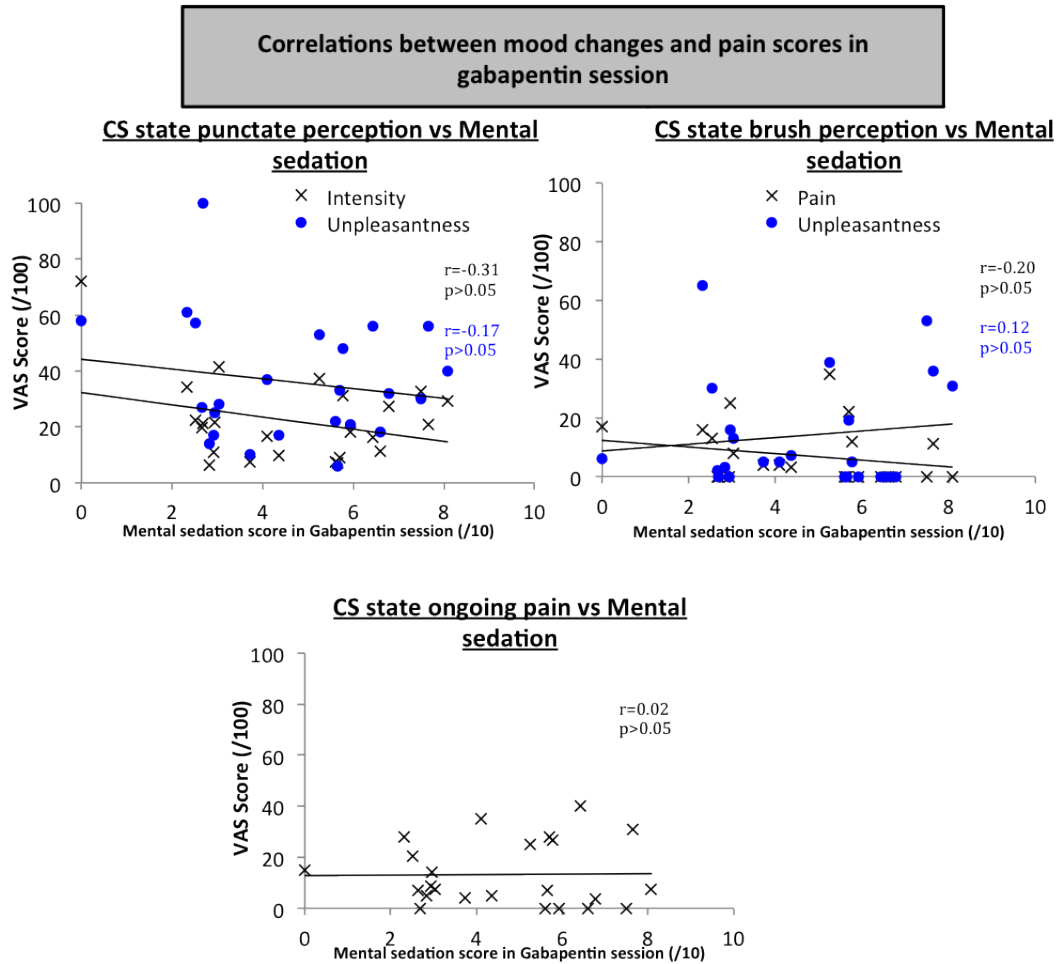 Correlations between mood changes and pain scores in
gabapentin session
CS state punctate perception vs Mental
sedation
Intensity
Unpleasantness
r=-0.31
p>0.05
r=-0.17
p>0.05
VAS Score (/100)
100
80
60
40
20
0
0 2 4 6 8 10
Mental sedation score in Gabapentin session (/10)
CS state brush perception vs Mental
sedation
Pain
Unpleasantness
r=-0.20
p>0.05
r=0.12
p>0.05
VAS Score (/100)
100
80
60
40
20
0
0 2 4 6 8 10
Mental sedation score in Gabapentin session (/10)
CS state ongoing pain vs Mental
sedation
r=0.02
p>0.05
VAS Score (/100)
100
80
60
40
20
0
0 2 4 6 8 10
Mental sedation score in Gabapentin session (/10)